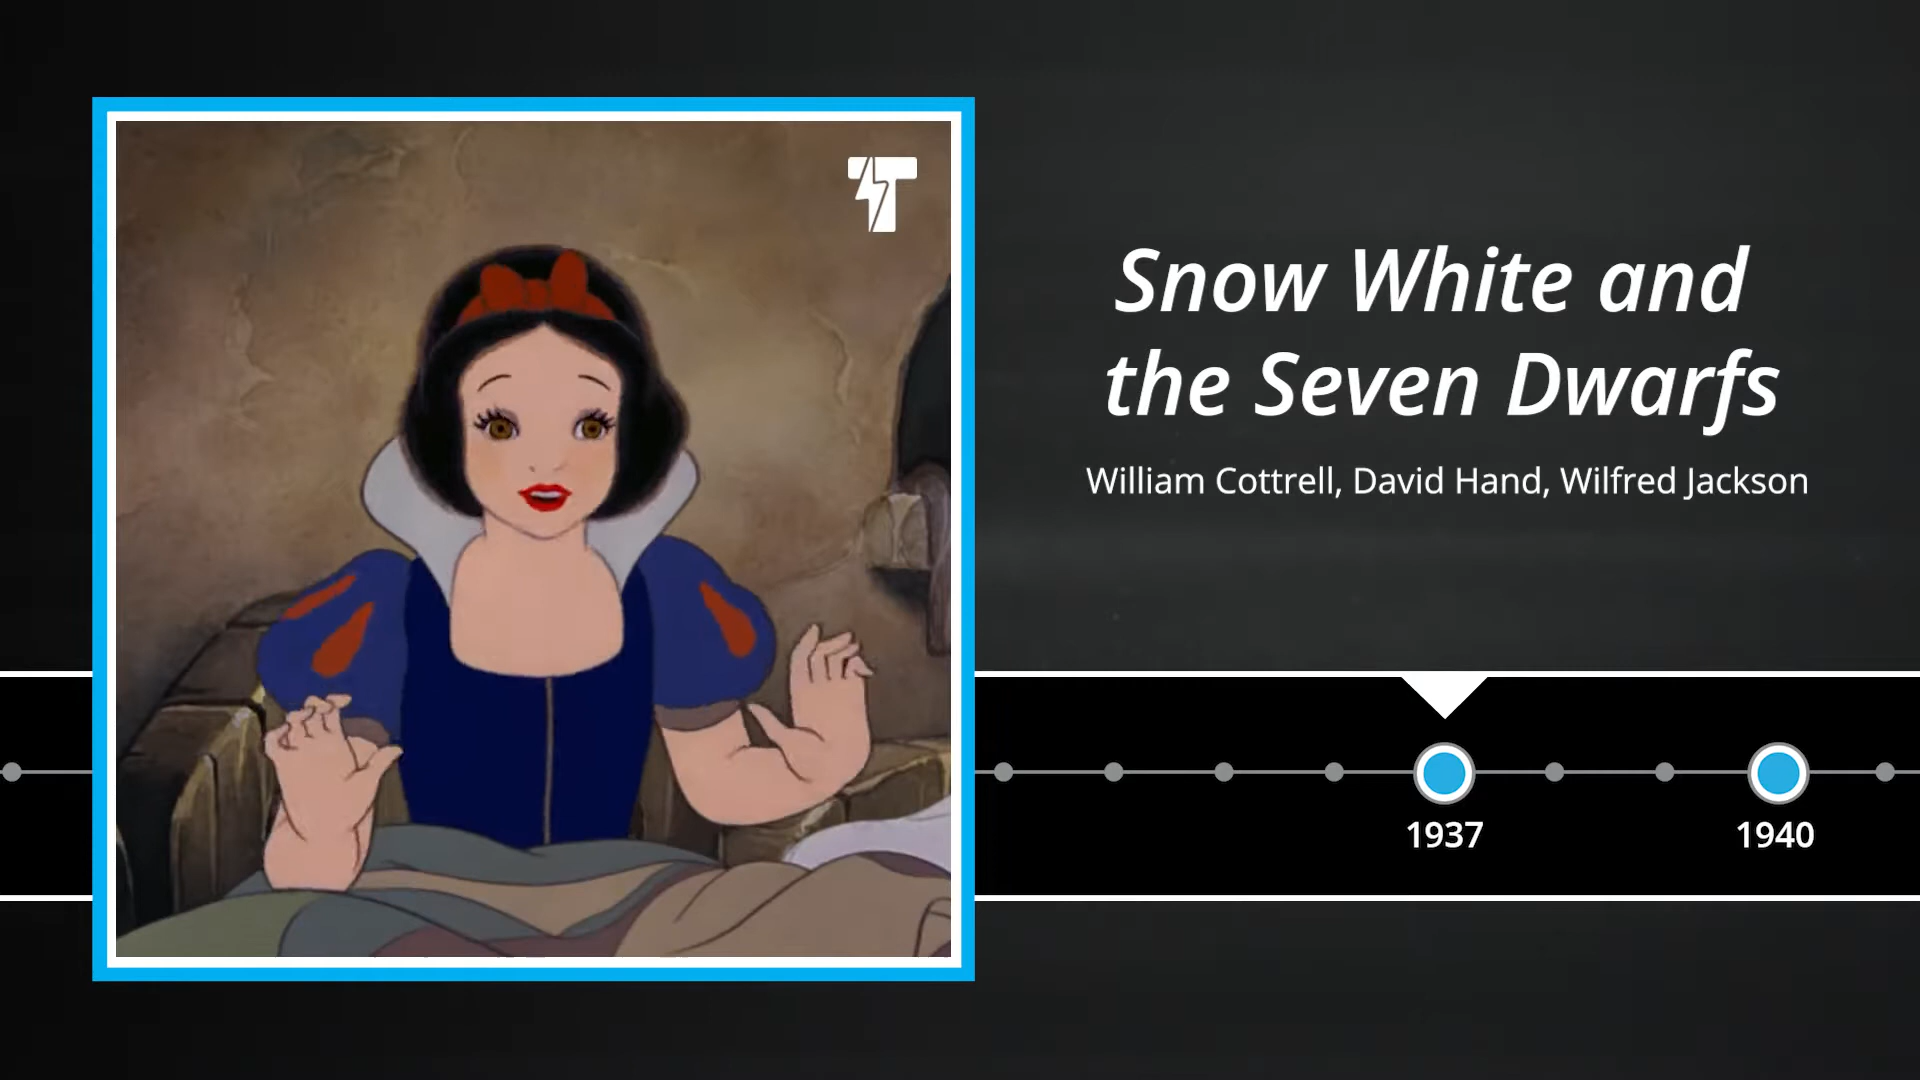 T
Snow White and
the Seven Dwarfs
William Cottrell, David Hand, Wilfred Jackson
1937
1940